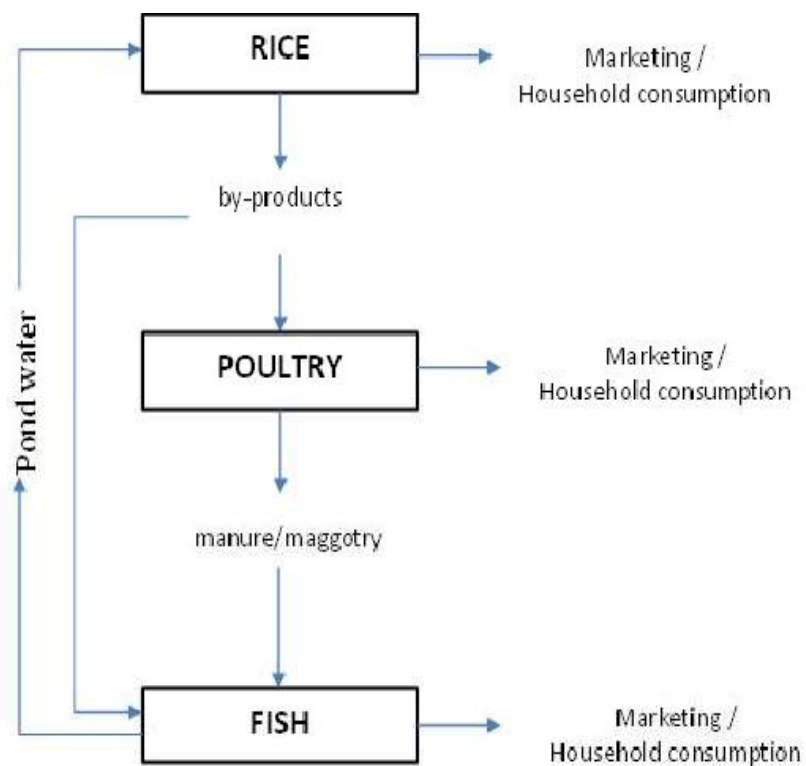 RICE
Marketing /
Household consumption
by-products
Pond water
POULTRY
Marketing /
Household consumption
manure/maggotry
FISH
Marketing /
Household consumption